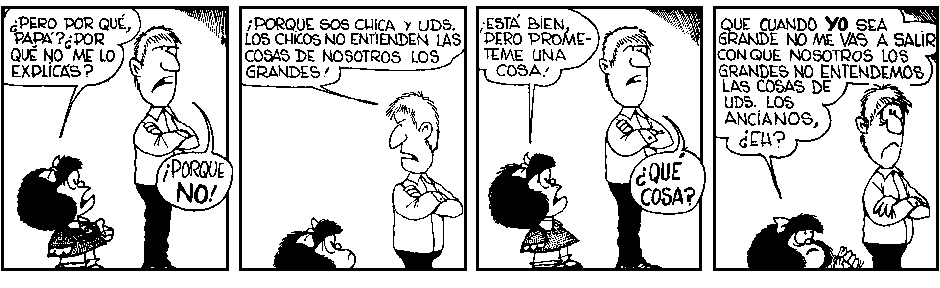 ¿PERO POR QUÉ,
PAPÁ? ¿POR
QUÉ NO ME LO
EXPLICÁS?
¡PORQUE
NO!
¡PORQUE SOS CHICA Y UDS.
LOS CHICOS NO ENTIENDEN LAS
COSAS DE NOSOTROS LOS
GRANDES!
ESTÁ BIEN,
PERO PROME-
TEME UNA
COSA!
¿QUÉ
COSA?
QUE CUANDO YO SEA
GRANDE NO ME VAS A SALIR
CON QUE NOSOTROS LOS
GRANDES NO ENTENDEMOS
LAS COSAS DE
UDS. LOS
ANCIANOS,
¿EH?